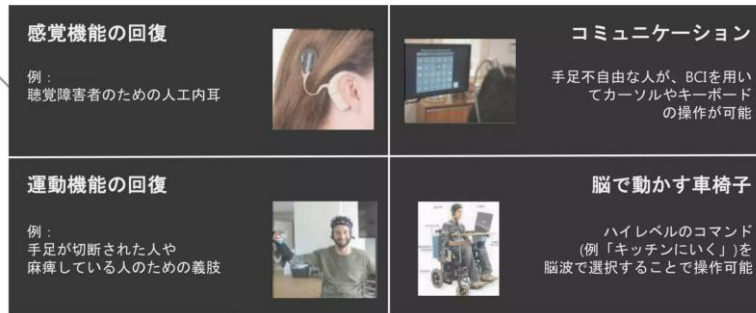 感覚機能の回復
例：
聴覚障害者のための人工内耳
コミュニケーション
手足不自由な人が、BCIを用い
てカーソルやキーボード
の操作が可能
運動機能の回復
例：
手足が切断された人や
麻痺している人のための義肢
脳で動かす車椅子
ハイレベルのコマンド
(例「キッチンにいく」)を
脳波で選択することで操作可能